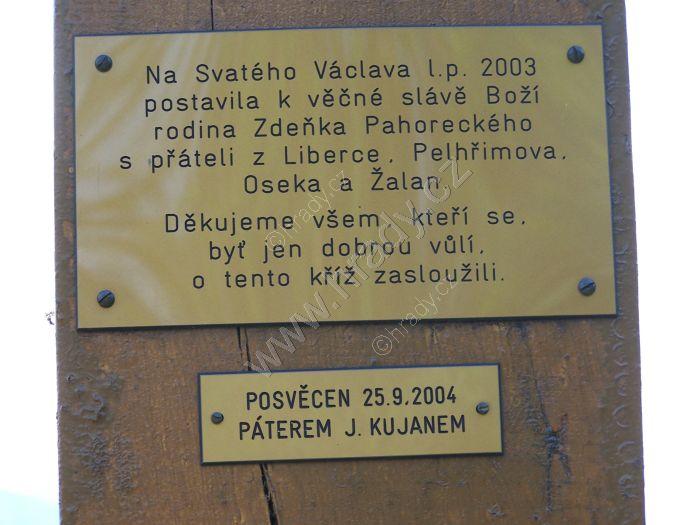 Na Svatého Václava l.p. 2003
postavila k věčné slávě Boží
rodina Zdeňka Pahoreckého
s přáteli z Liberce, Pelhřimova,
Oseka a Žalan.
Děkujeme všem, kteří se,
byť jen dobrou vůlí,
o tento kříž zasloužili.
POSVĚCEN 25.9.2004
PÁTEREM J. KUJANEM
©hrady.cz
www.hrady.cz
©hrady.cz